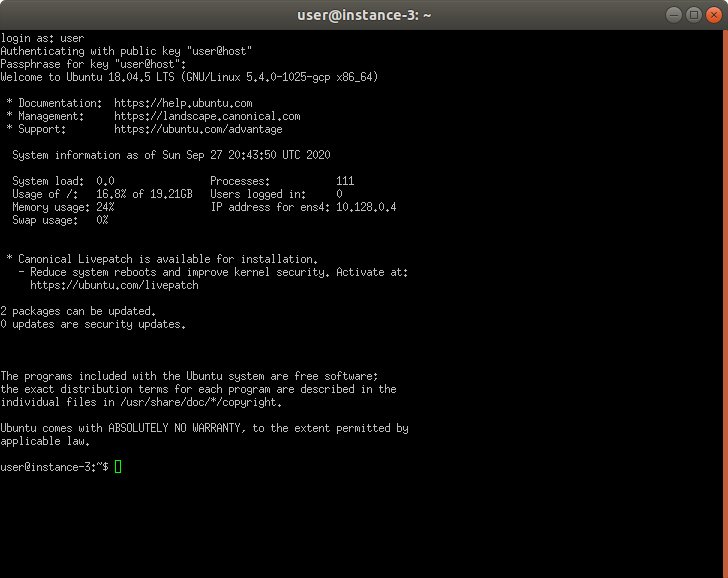 user@instance-3: ~
login as: user
Authenticating with public key "user@host"
Passphrase for key "user@host":
Welcome to Ubuntu 18.04.5 LTS (GNU/Linux 5.4.0-1025-gcp x86_64)
* Documentation:  https://help.ubuntu.com
* Management:     https://landscape.canonical.com
* Support:        https://ubuntu.com/advantage
System information as of Sun Sep 27 20:43:50 UTC 2020
System load:  0.0                Processes:           111
Usage of /:   16.8% of 19.21GB   Users logged in:     0
Memory usage: 24%                IP address for ens4: 10.128.0.4
Swap usage:   0%
* Canonical Livepatch is available for installation.
- Reduce system reboots and improve kernel security. Activate at:
https://ubuntu.com/livepatch
2 packages can be updated.
0 updates are security updates.
The programs included with the Ubuntu system are free software;
the exact distribution terms for each program are described in the
individual files in /usr/share/doc/*/copyright.
Ubuntu comes with ABSOLUTELY NO WARRANTY, to the extent permitted by
applicable law.
user@instance-3:~$